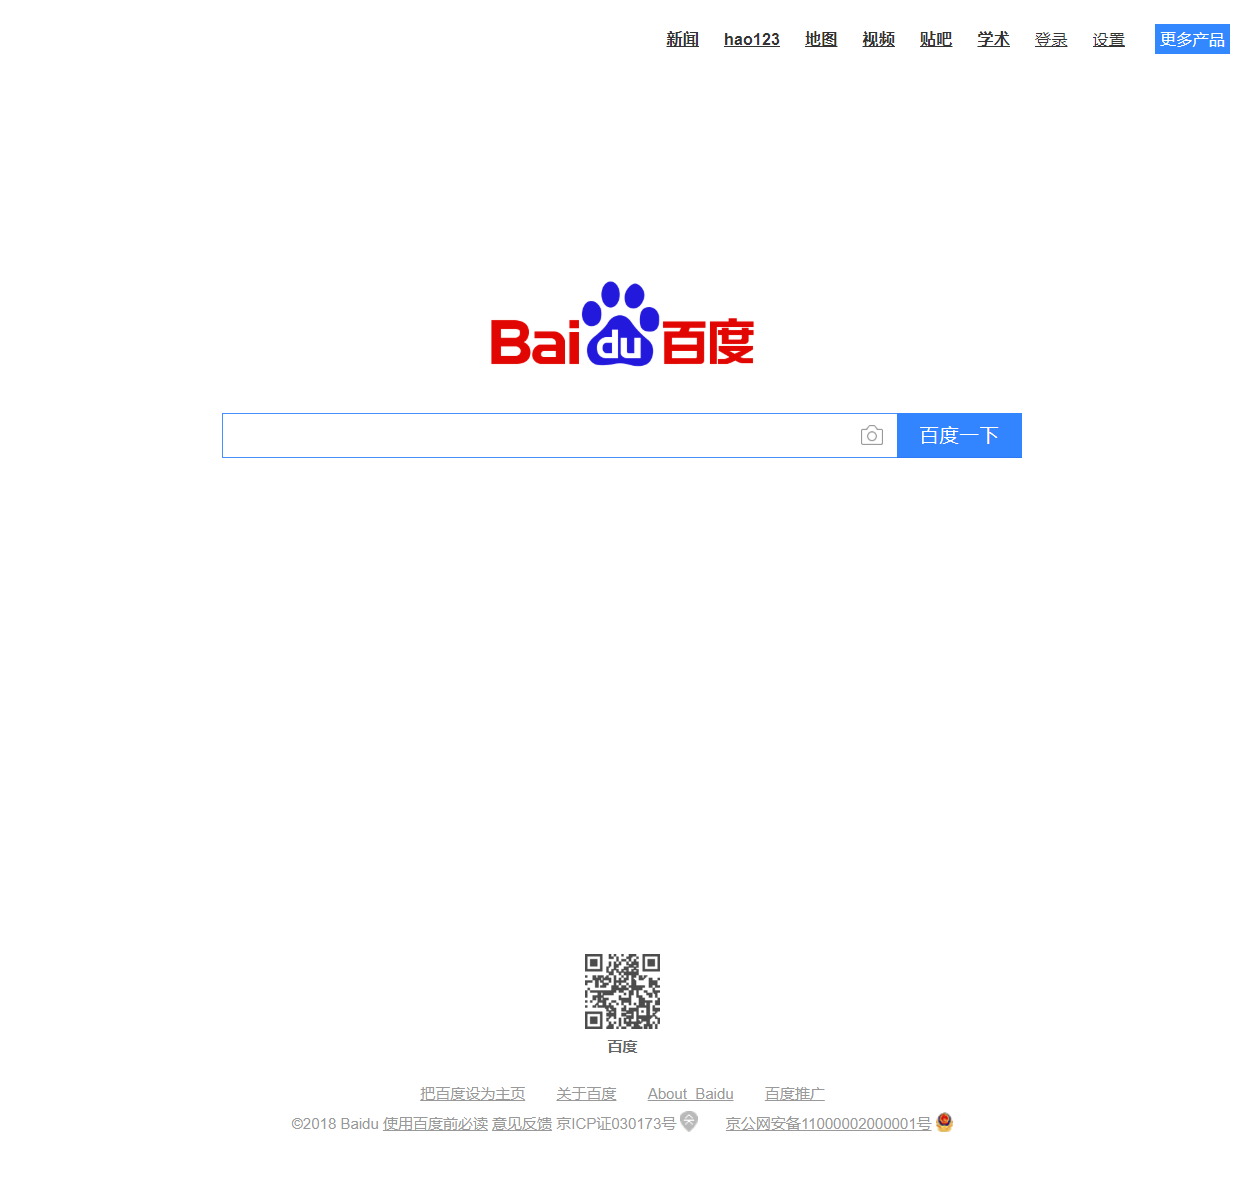 新闻 hao123 地图 视频 贴吧 学术 登录 设置 更多产品
Bai du 百度
百度一下
百度
把百度设为主页 关于百度 About Baidu 百度推广
©2018 Baidu 使用百度前必读 意见反馈 京ICP证030173号 京公网安备11000002000001号